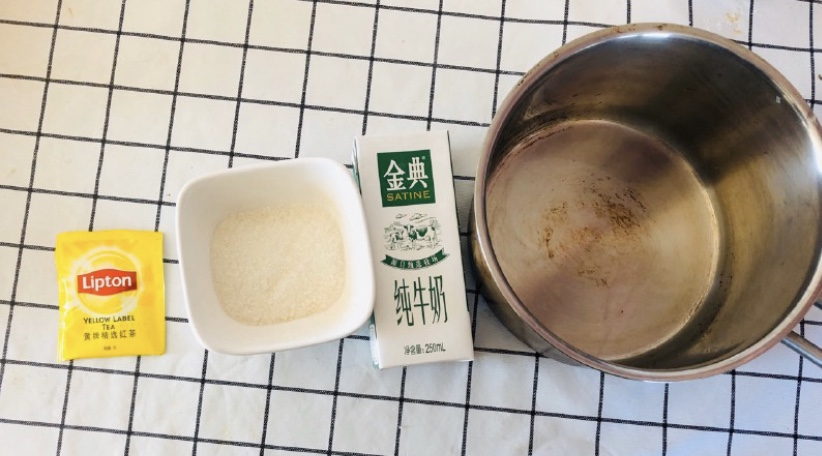 Lipton
YELLOW LABEL
TEA
黄牌精选红茶
金典
SATINE
纯牛奶
净含量: 250mL